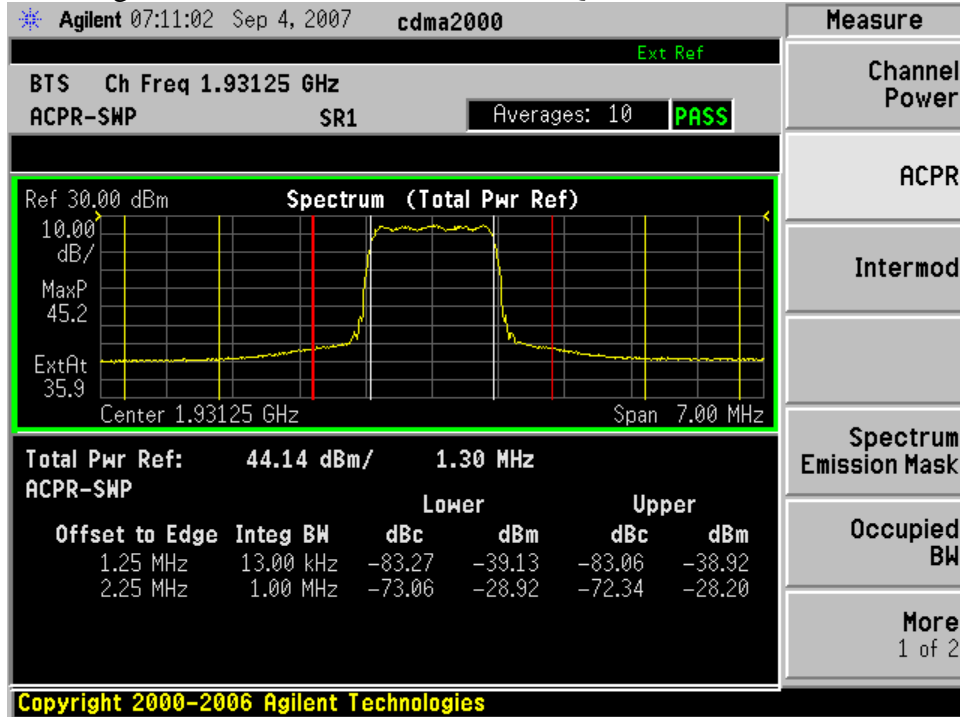 Agilent 07:11:02 Sep 4, 2007 cdma2000 Measure
Ext Ref
BTS Ch Freq 1.93125 GHz
ACPR-SWP SR1 Averages: 10 PASS
Channel
Power
ACPR
Intermod
Spectrum
Emission Mask
Occupied
BW
More
1 of 2
Ref 30.00 dBm Spectrum (Total Pwr Ref)
10.00
dB/
MaxP
45.2
ExtAt
35.9
Center 1.93125 GHz Span 7.00 MHz
Total Pwr Ref: 44.14 dBm/ 1.30 MHz
ACPR-SWP
Lower Upper
Offset to Edge Integ BW dBc dBm dBc dBm
1.25 MHz 13.00 kHz -83.27 -39.13 -83.06 -38.92
2.25 MHz 1.00 MHz -73.06 -28.92 -72.34 -28.20
Copyright 2000-2006 Agilent Technologies